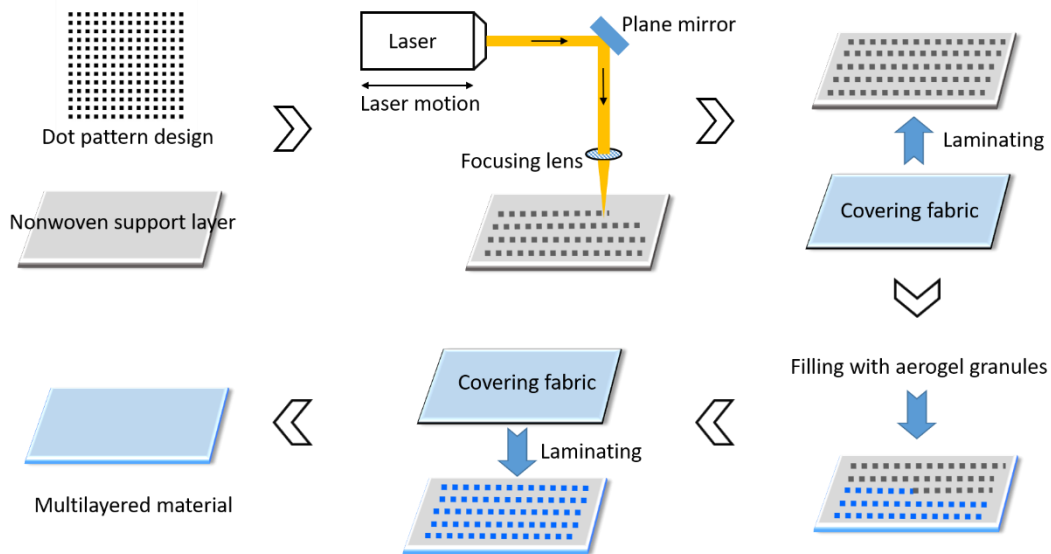 Dot pattern design
Nonwoven support layer
Laser
Laser motion
Plane mirror
Focusing lens
Laminating
Covering fabric
Filling with aerogel granules
Covering fabric
Laminating
Multilayered material